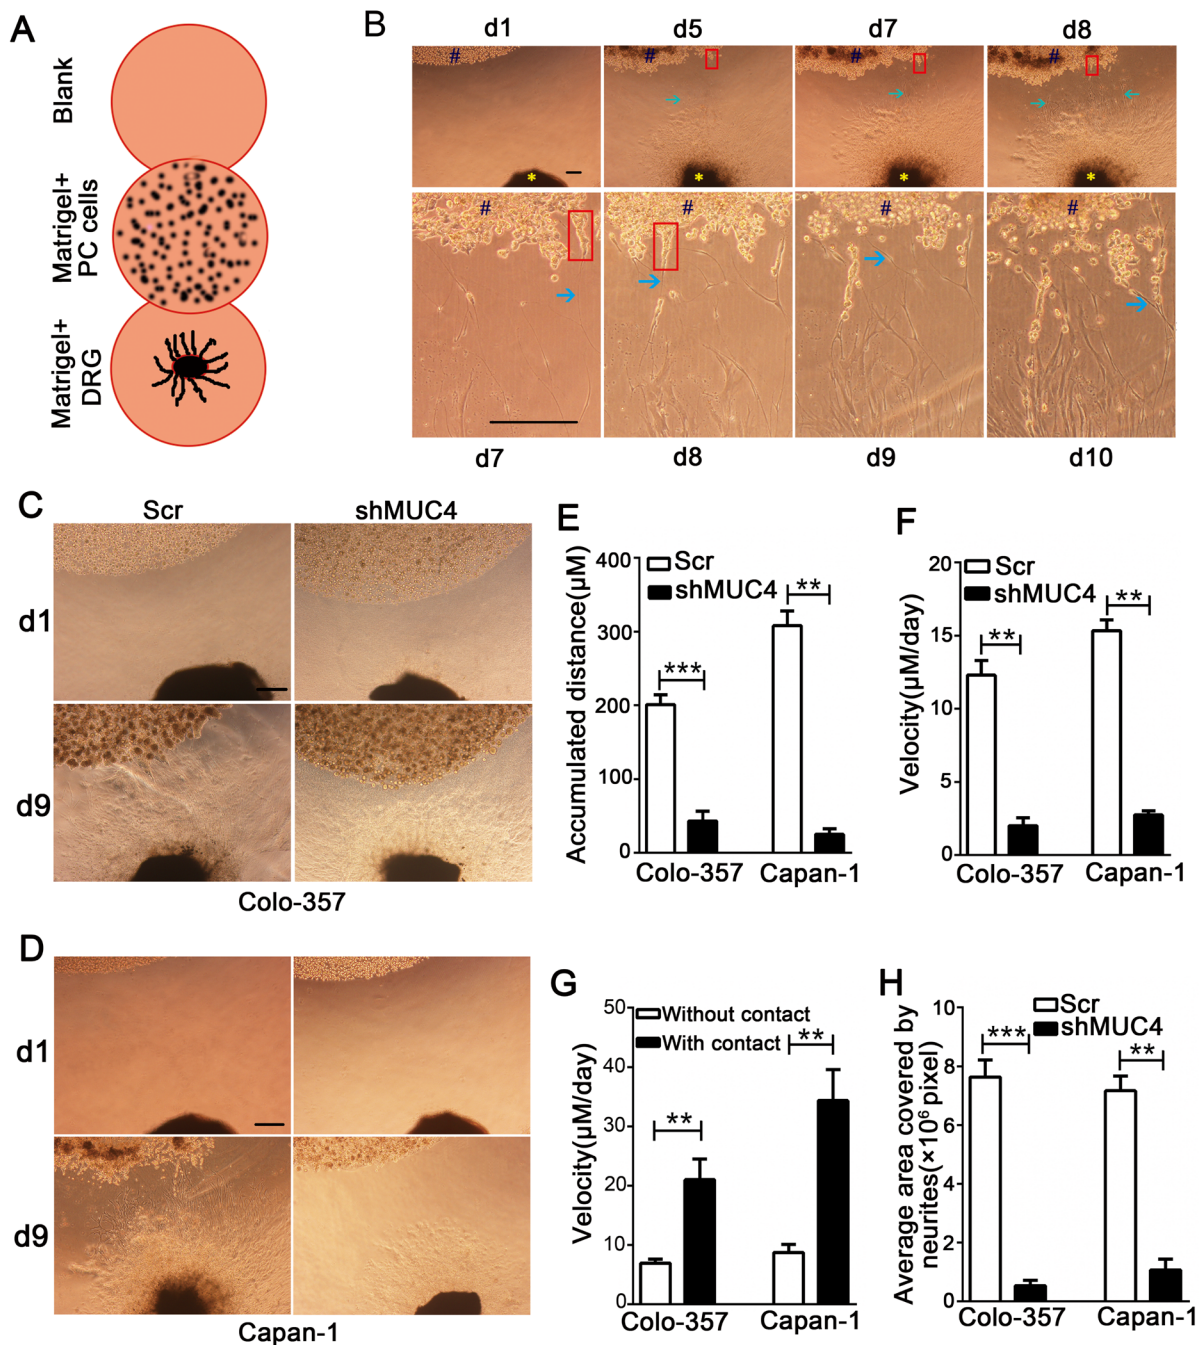 A
Blank
Matrigel+
PC cells
Matrigel+
DRG
B
d1 d5 d7 d8
# # # #
* * * *
# # # #
d7 d8 d9 d10
C
Scr shMUC4
d1
d9
Colo-357
D
d1
d9
Capan-1
E
Scr
shMUC4
Accumulated distance(μM)
400
300
200
100
0
***
**
Colo-357 Capan-1
F
Scr
shMUC4
Velocity(μM/day)
20
15
10
5
0
**
**
Colo-357 Capan-1
G
Without contact
With contact
Velocity(μM/day)
50
40
30
20
10
0
**
**
Colo-357 Capan-1
H
Scr
shMUC4
Average area covered by
neurites(×10⁶ pixel)
10
8
6
4
2
0
***
**
Colo-357 Capan-1